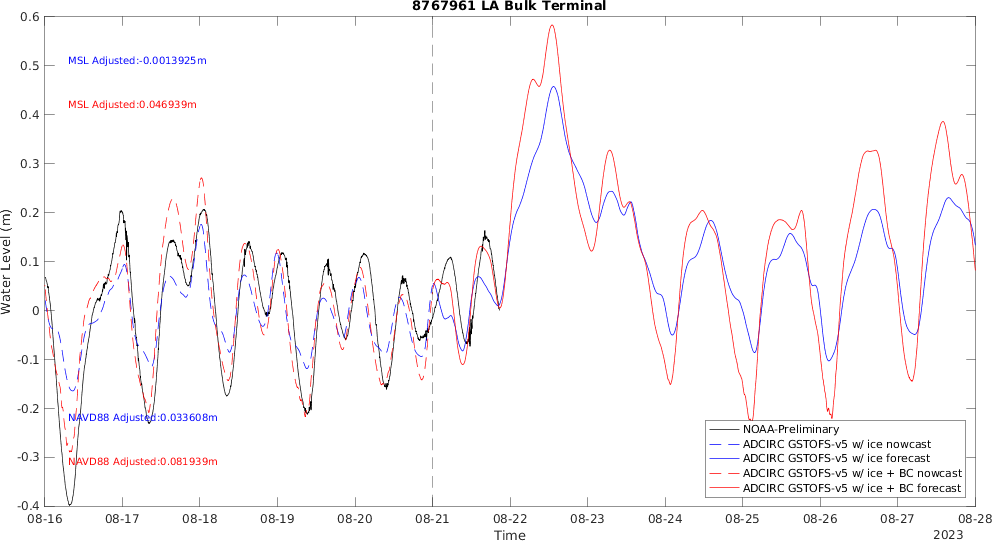 8767961 LA Bulk Terminal
0.6
0.5
0.4
0.3
0.2
0.1
0
-0.1
-0.2
-0.3
-0.4
Water Level (m)
MSL Adjusted:-0.0013925m
MSL Adjusted:0.046939m
NAVD88 Adjusted:0.033608m
NAVD88 Adjusted:0.081939m
NOAA-Preliminary
ADCIRC GSTOFS-v5 w/ ice nowcast
ADCIRC GSTOFS-v5 w/ ice forecast
ADCIRC GSTOFS-v5 w/ ice + BC nowcast
ADCIRC GSTOFS-v5 w/ ice + BC forecast
08-16 08-17 08-18 08-19 08-20 08-21 08-22 08-23 08-24 08-25 08-26 08-27 08-28
Time
2023